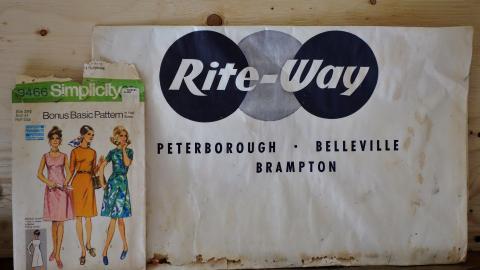 9466 Simplicity
Bonus Basic Pattern
Rite-Way
PETERBOROUGH · BELLEVILLE
BRAMPTON